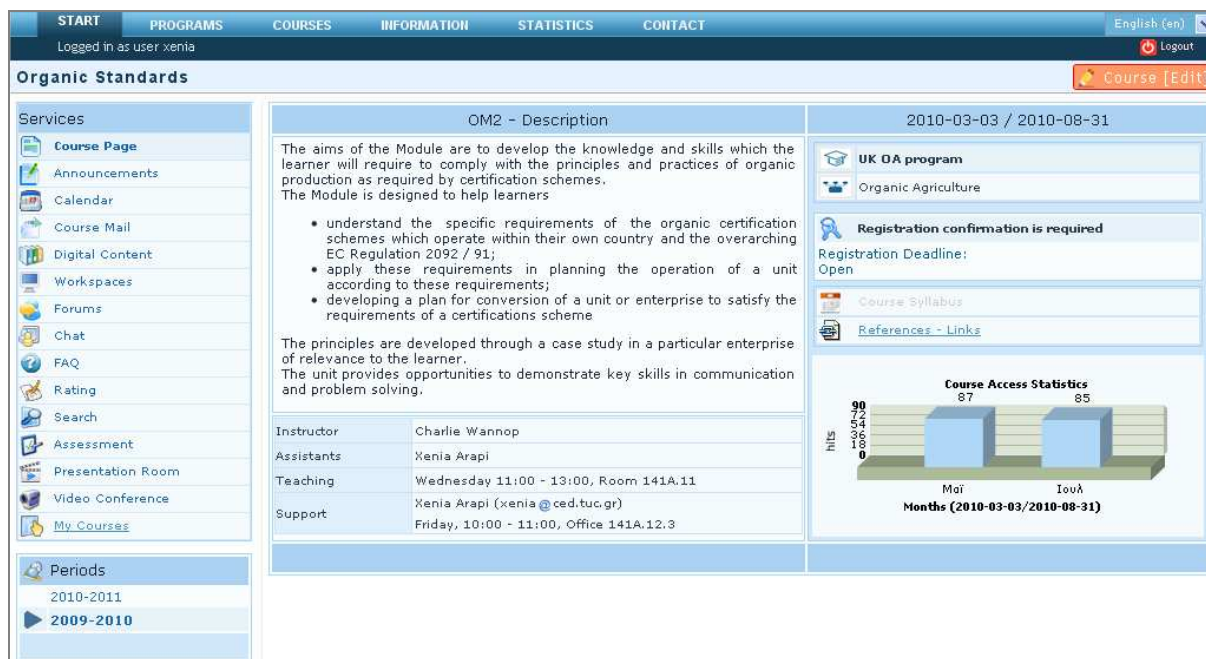 START PROGRAMS COURSES INFORMATION STATISTICS CONTACT English (en)
Logged in as user xenia Logout
Organic Standards Course [Edit]
Services
Course Page
Announcements
Calendar
Course Mail
Digital Content
Workspaces
Forums
Chat
FAQ
Rating
Search
Assessment
Presentation Room
Video Conference
My Courses
Periods
2010-2011
2009-2010
OM2 - Description
The aims of the Module are to develop the knowledge and skills which the
learner will require to comply with the principles and practices of organic
production as required by certification schemes.
The Module is designed to help learners
• understand the specific requirements of the organic certification
schemes which operate within their own country and the overarching
EC Regulation 2092 / 91;
• apply these requirements in planning the operation of a unit
according to these requirements;
• developing a plan for conversion of a unit or enterprise to satisfy the
requirements of a certifications scheme
The principles are developed through a case study in a particular enterprise
of relevance to the learner.
The unit provides opportunities to demonstrate key skills in communication
and problem solving.
Instructor Charlie Wannop
Assistants Xenia Arapi
Teaching Wednesday 11:00 - 13:00, Room 141A.11
Support Xenia Arapi (xenia@ced.tuc.gr)
Friday, 10:00 - 11:00, Office 141A.12.3
2010-03-03 / 2010-08-31
UK OA program
Organic Agriculture
Registration confirmation is required
Registration Deadline:
Open
Course Syllabus
References - Links
Course Access Statistics
87 85
90
72
54
36
18
0
hits
Μαϊ Ιουλ
Months (2010-03-03/2010-08-31)